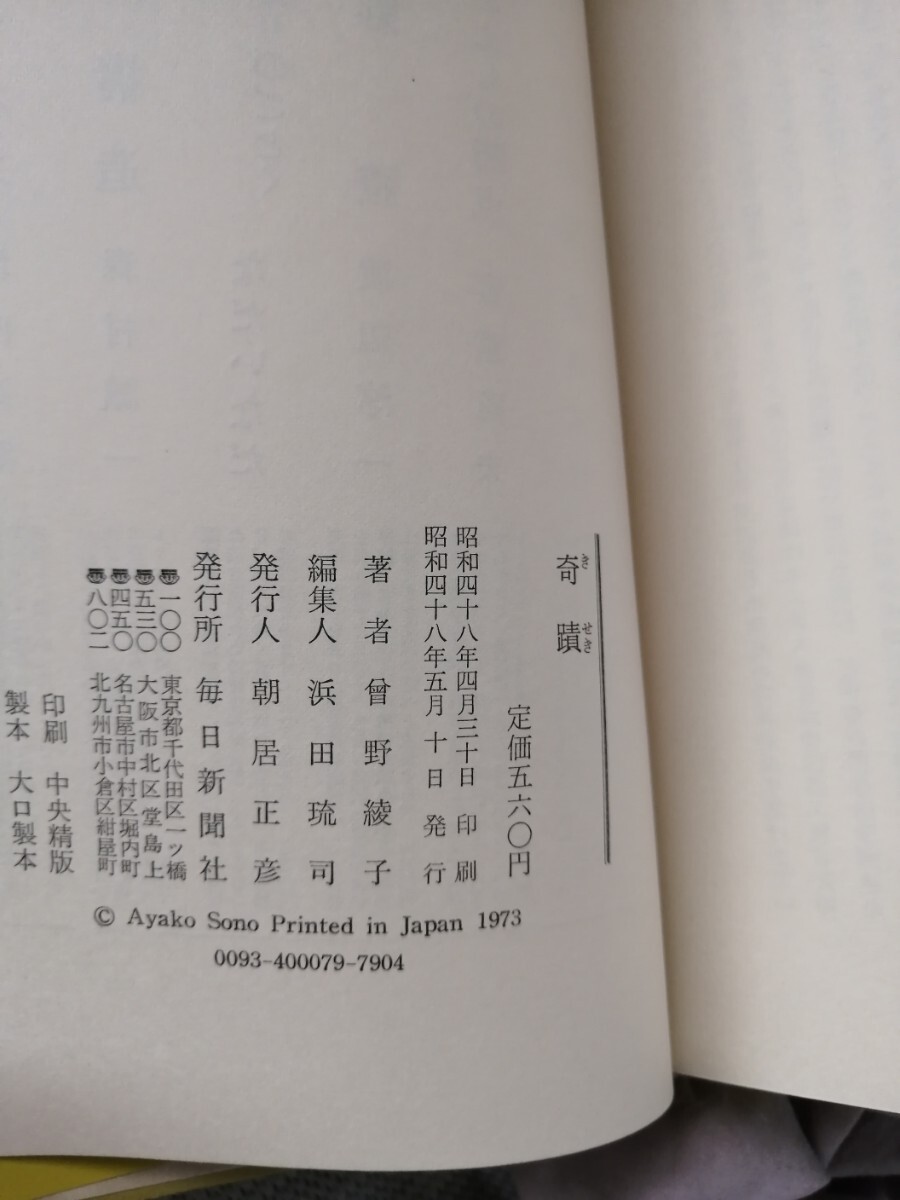 奇蹟
きせき
定価五六〇円
昭和四十八年四月三十日 印刷
昭和四十八年五月 十日 発行
著者 曾野綾子
編集人 浜田琉司
発行人 朝居正彦
発行所 毎日新聞社
〠一〇〇 東京都千代田区一ツ橋
〠五三〇 大阪市北区堂島上
〠四五〇 名古屋市中村区堀内町
〠八〇二 北九州市小倉区紺屋町
印刷 中央精版
製本 大口製本
© Ayako Sono Printed in Japan 1973
0093-400079-7904